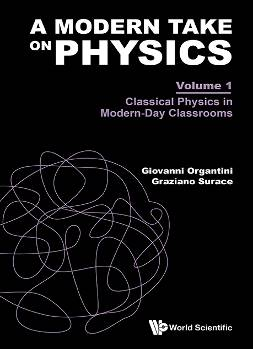 A MODERN TAKE
ON PHYSICS
Volume 1
Classical Physics in
Modern-Day Classrooms
Giovanni Organtini
Graziano Surace
World Scientific